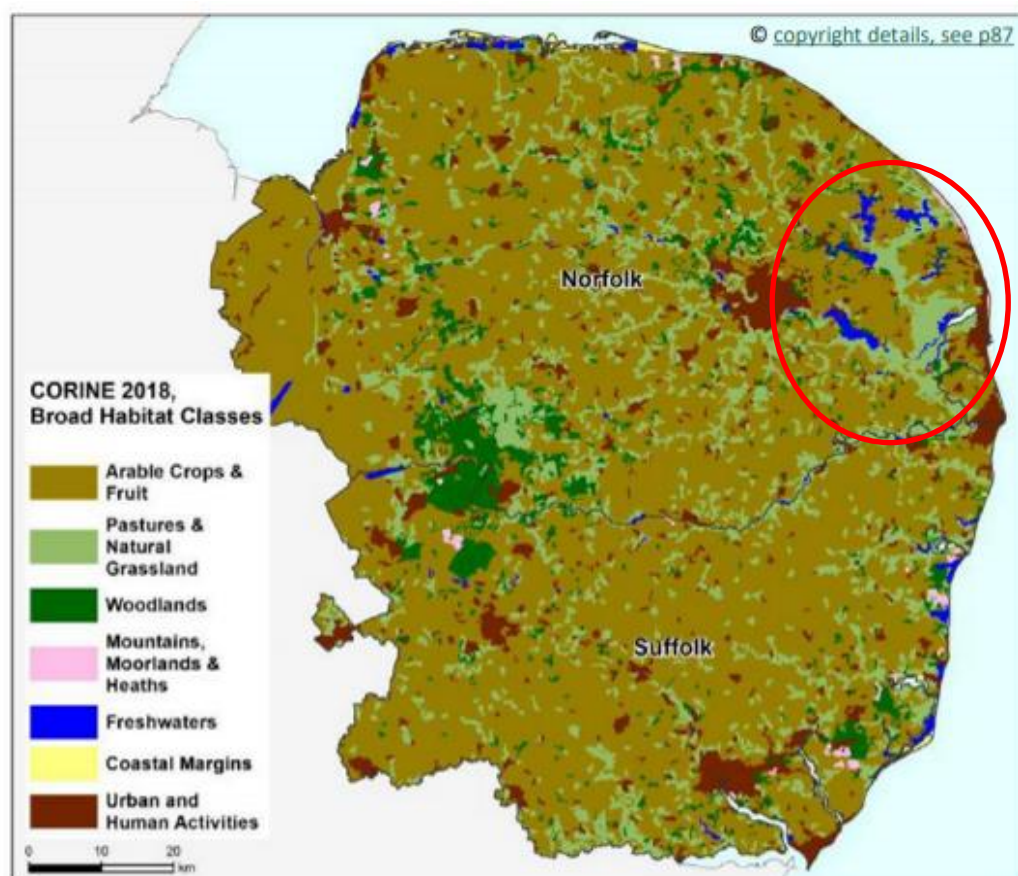 © copyright details, see p87
Norfolk
Suffolk
CORINE 2018,
Broad Habitat Classes
Arable Crops &
Fruit
Pastures &
Natural
Grassland
Woodlands
Mountains,
Moorlands &
Heaths
Freshwaters
Coastal Margins
Urban and
Human Activities
0 10 20
km